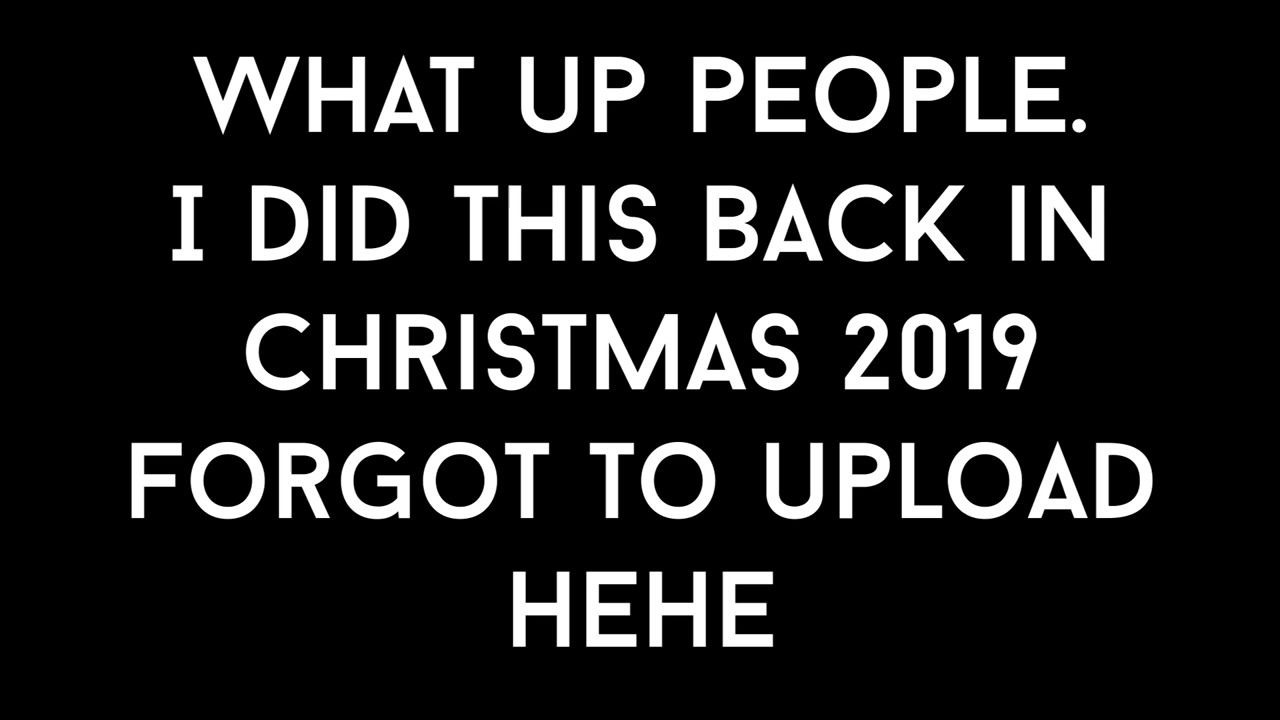 WHAT UP PEOPLE.
I DID THIS BACK IN
CHRISTMAS 2019
FORGOT TO UPLOAD
HEHE